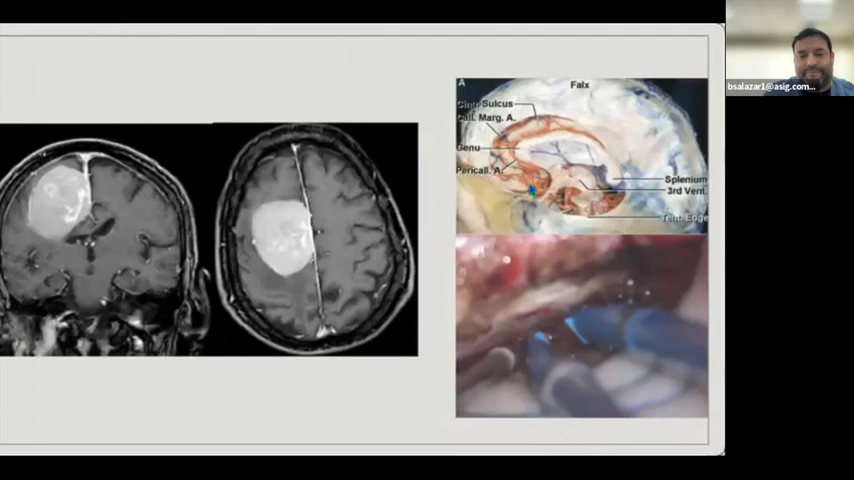 A
Falx
Cing. Sulcus
Call. Marg. A.
Genu
Pericall. A.
Splenium
3rd Vent.
Tent. Edge
bsalazar1@asig.com...